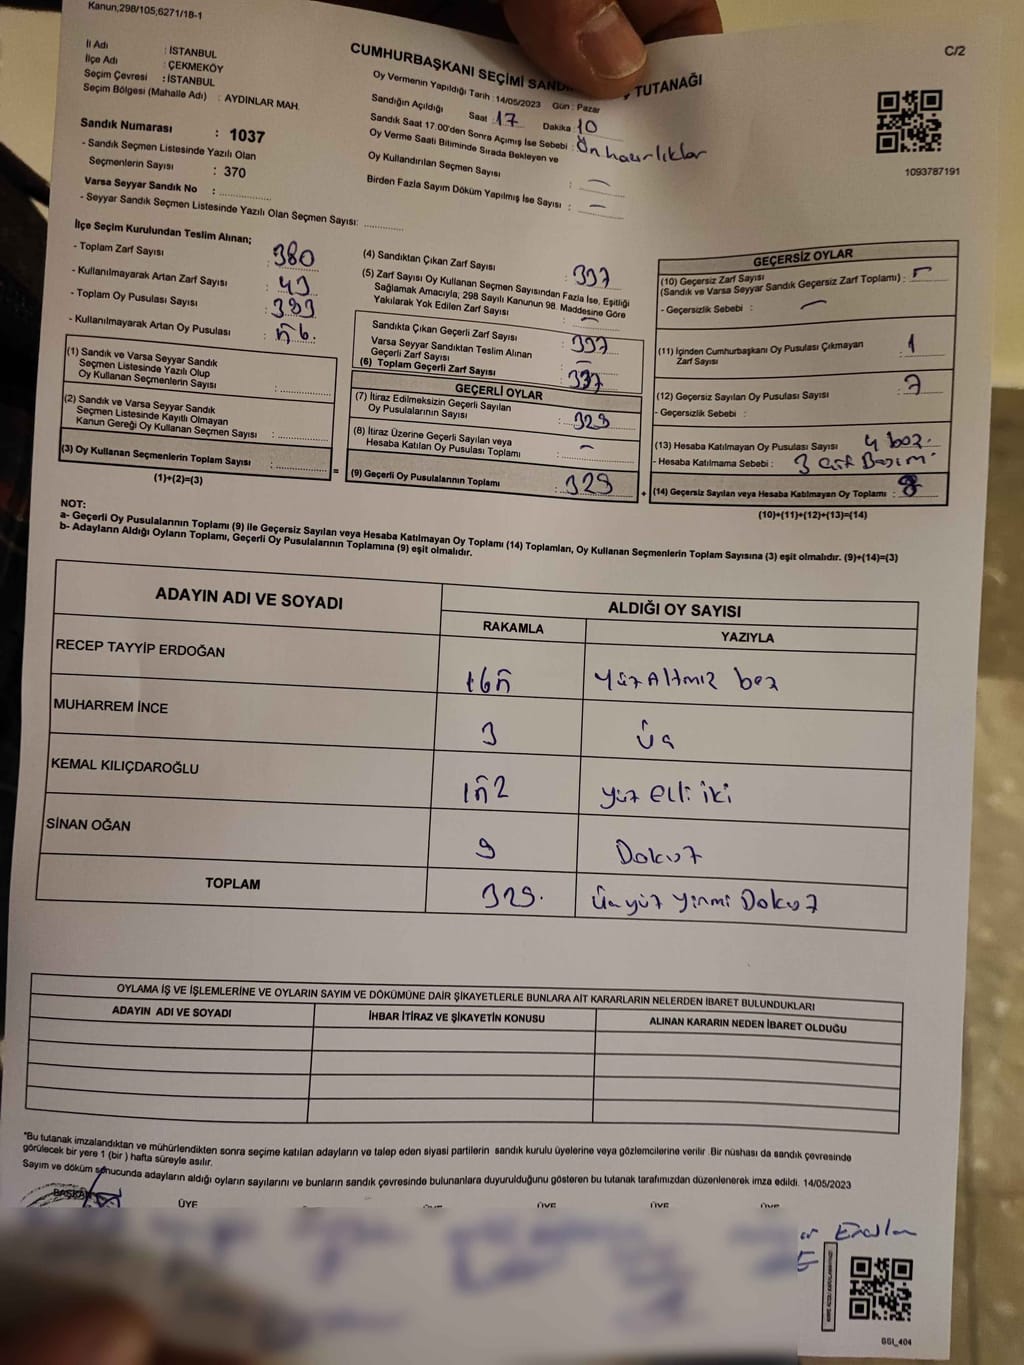 Kanun,298/105;6271/18-1
C/2
İl Adı : İSTANBUL
İlçe Adı : ÇEKMEKÖY
Seçim Çevresi : İSTANBUL
Seçim Bölgesi (Mahalle Adı) : AYDINLAR MAH.
Sandık Numarası : 1037
- Sandık Seçmen Listesinde Yazılı Olan
Seçmenlerin Sayısı : 370
Varsa Seyyar Sandık No :
- Seyyar Sandık Seçmen Listesinde Yazılı Olan Seçmen Sayısı:
CUMHURBAŞKANI SEÇİMİ TUTANAĞI
Oy Vermenin Yapıldığı Tarih : 14/05/2023 Gün : Pazar
Sandığın Açıldığı Saat 17 Dakika 10
Sandık Saat 17.00'den Sonra Açımış İse Sebebi : Ön hazırlıklar
Oy Verme Saati Bitiminde Sırada Bekleyen ve
Oy Kullandırılan Seçmen Sayısı : —
Birden Fazla Sayım Döküm Yapılmış İse Sayısı : —
1093787191
İlçe Seçim Kurulundan Teslim Alınan;
- Toplam Zarf Sayısı : 380
- Kullanılmayarak Artan Zarf Sayısı : 43
- Toplam Oy Pusulası Sayısı :
- Kullanılmayarak Artan Oy Pusulası :
(1) Sandık ve Varsa Seyyar Sandık
Seçmen Listesinde Yazılı Olup
Oy Kullanan Seçmenlerin Sayısı :
(2) Sandık ve Varsa Seyyar Sandık
Seçmen Listesinde Kayıtlı Olmayan
Kanun Gereği Oy Kullanan Seçmen Sayısı :
(3) Oy Kullanan Seçmenlerin Toplam Sayısı :
(1)+(2)=(3)
=
(4) Sandıktan Çıkan Zarf Sayısı : 337
(5) Zarf Sayısı Oy Kullanan Seçmen Sayısından Fazla İse, Eşitliği
Sağlamak Amacıyla, 298 Sayılı Kanunun 98. Maddesine Göre
Yakılarak Yok Edilen Zarf Sayısı : —
Sandıkta Çıkan Geçerli Zarf Sayısı : 337
Varsa Seyyar Sandıktan Teslim Alınan
Geçerli Zarf Sayısı : —
(6) Toplam Geçerli Zarf Sayısı : 337
GEÇERLİ OYLAR
(7) İtiraz Edilmeksizin Geçerli Sayılan
Oy Pusulalarının Sayısı : 329
(8) İtiraz Üzerine Geçerli Sayılan veya
Hesaba Katılan Oy Pusulası Toplamı : —
(9) Geçerli Oy Pusulalarının Toplamı : 329
+
GEÇERSİZ OYLAR
(10) Geçersiz Zarf Sayısı
(Sandık ve Varsa Seyyar Sandık Geçersiz Zarf Toplamı) :
- Geçersizlik Sebebi : —
(11) İçinden Cumhurbaşkanı Oy Pusulası Çıkmayan
Zarf Sayısı : 1
(12) Geçersiz Sayılan Oy Pusulası Sayısı : 7
- Geçersizlik Sebebi :
(13) Hesaba Katılmayan Oy Pusulası Sayısı : 4 boz.
- Hesaba Katılmama Sebebi : 3 Basım.
(14) Geçersiz Sayılan veya Hesaba Katılmayan Oy Toplamı : 8
(10)+(11)+(12)+(13)=(14)
NOT:
a- Geçerli Oy Pusulalarının Toplamı (9) ile Geçersiz Sayılan veya Hesaba Katılmayan Oy Toplamı (14) Toplamları, Oy Kullanan Seçmenlerin Toplam Sayısına (3) eşit olmalıdır. (9)+(14)=(3)
b- Adayların Aldığı Oyların Toplamı, Geçerli Oy Pusulalarının Toplamına (9) eşit olmalıdır.
ADAYIN ADI VE SOYADI
ALDIĞI OY SAYISI
RAKAMLA YAZIYLA
RECEP TAYYİP ERDOĞAN 165 Yüz Altmız beş
MUHARREM İNCE 3 Üç
KEMAL KILIÇDAROĞLU 152 Yüz elli iki
SİNAN OĞAN 9 Dokuz
TOPLAM 329. Üçyüz Yirmi Dokuz
OYLAMA İŞ VE İŞLEMLERİNE VE OYLARIN SAYIM VE DÖKÜMÜNE DAİR ŞİKAYETLERLE BUNLARA AİT KARARLARIN NELERDEN İBARET BULUNDUKLARI
ADAYIN ADI VE SOYADI İHBAR İTİRAZ VE ŞİKAYETİN KONUSU ALINAN KARARIN NEDEN İBARET OLDUĞU
*Bu tutanak imzalandıktan ve mühürlendikten sonra seçime katılan adayların ve talep eden siyasi partilerin sandık kurulu üyelerine veya gözlemcilerine verilir. Bir nüshası da sandık çevresinde
görülecek bir yere 1 (bir ) hafta süreyle asılır.
Sayım ve döküm sonucunda adayların aldığı oyların sayılarını ve bunların sandık çevresinde bulunanlara duyurulduğunu gösteren bu tutanak tarafımızdan düzenlenerek imza edildi. 14/05/2023
BAŞKAN ÜYE ÜYE ÜYE ÜYE ÜYE
GSI_404